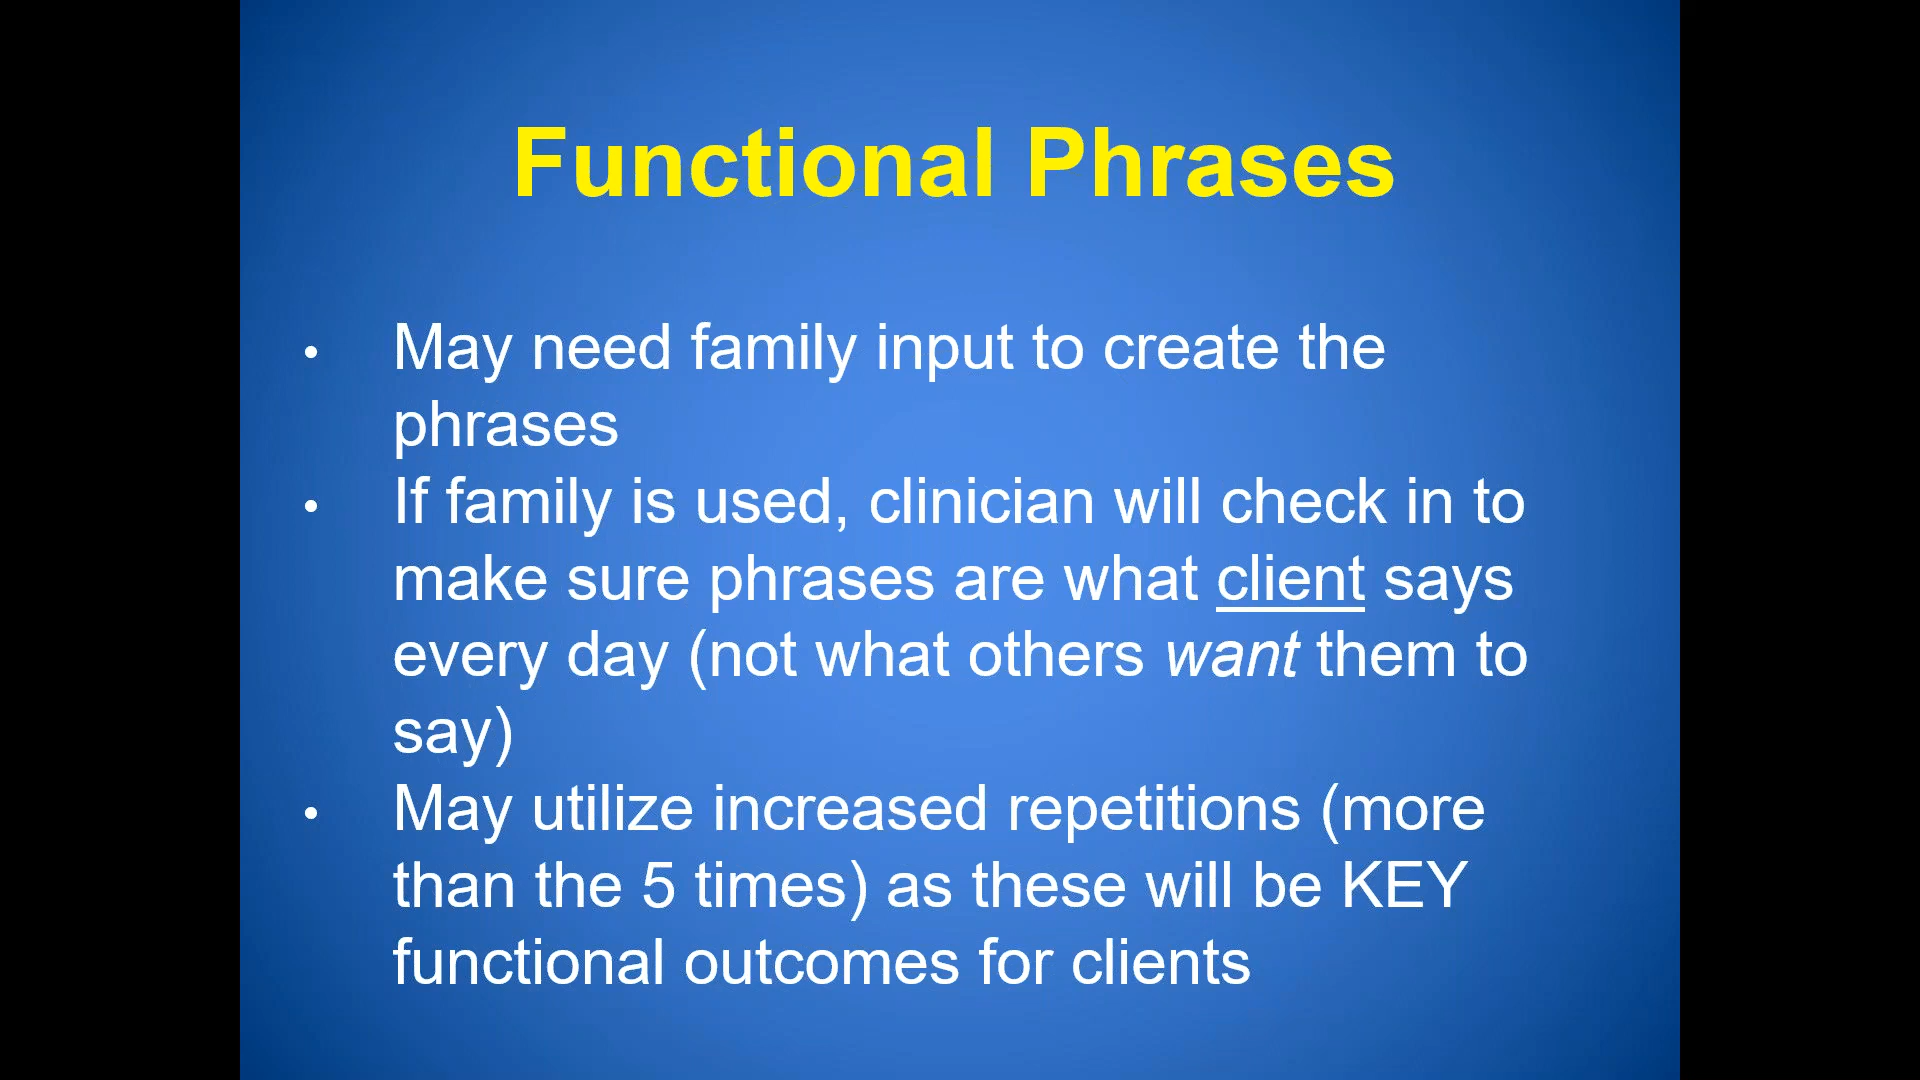 Functional Phrases
• May need family input to create the
phrases
• If family is used, clinician will check in to
make sure phrases are what client says
every day (not what others want them to
say)
• May utilize increased repetitions (more
than the 5 times) as these will be KEY
functional outcomes for clients